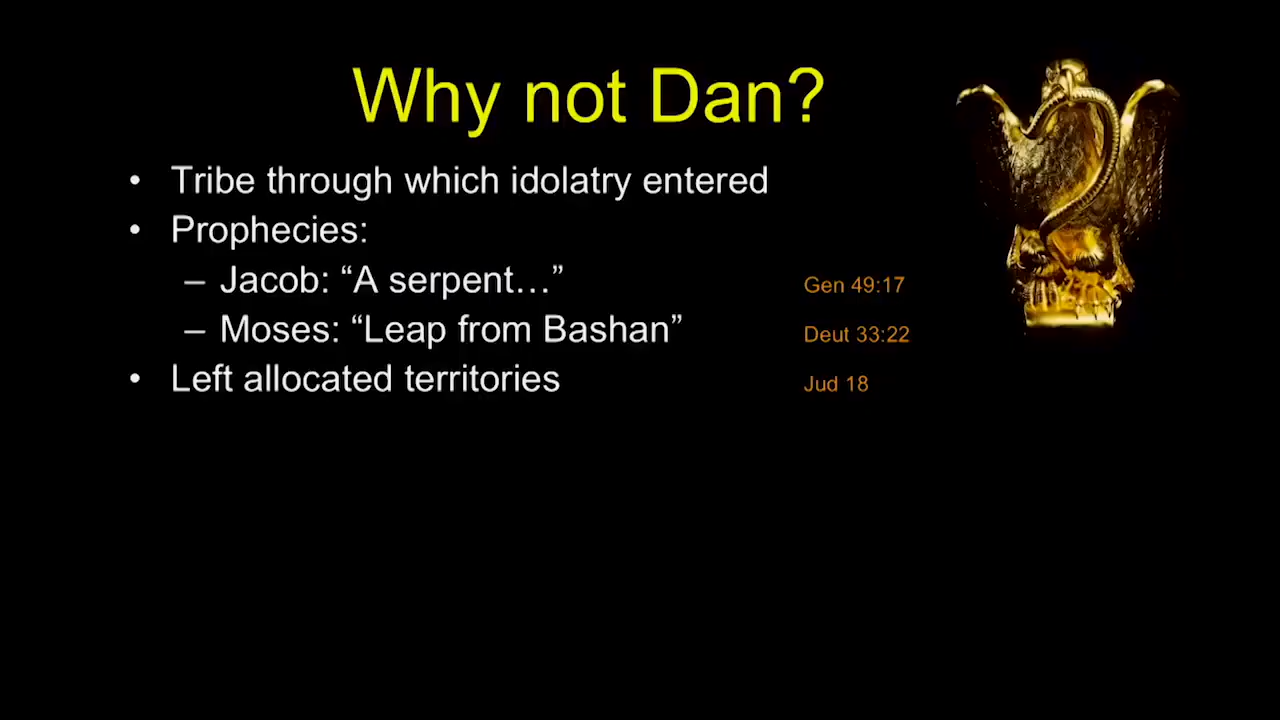 Why not Dan?
• Tribe through which idolatry entered
• Prophecies:
– Jacob: “A serpent…” Gen 49:17
– Moses: “Leap from Bashan” Deut 33:22
• Left allocated territories Jud 18